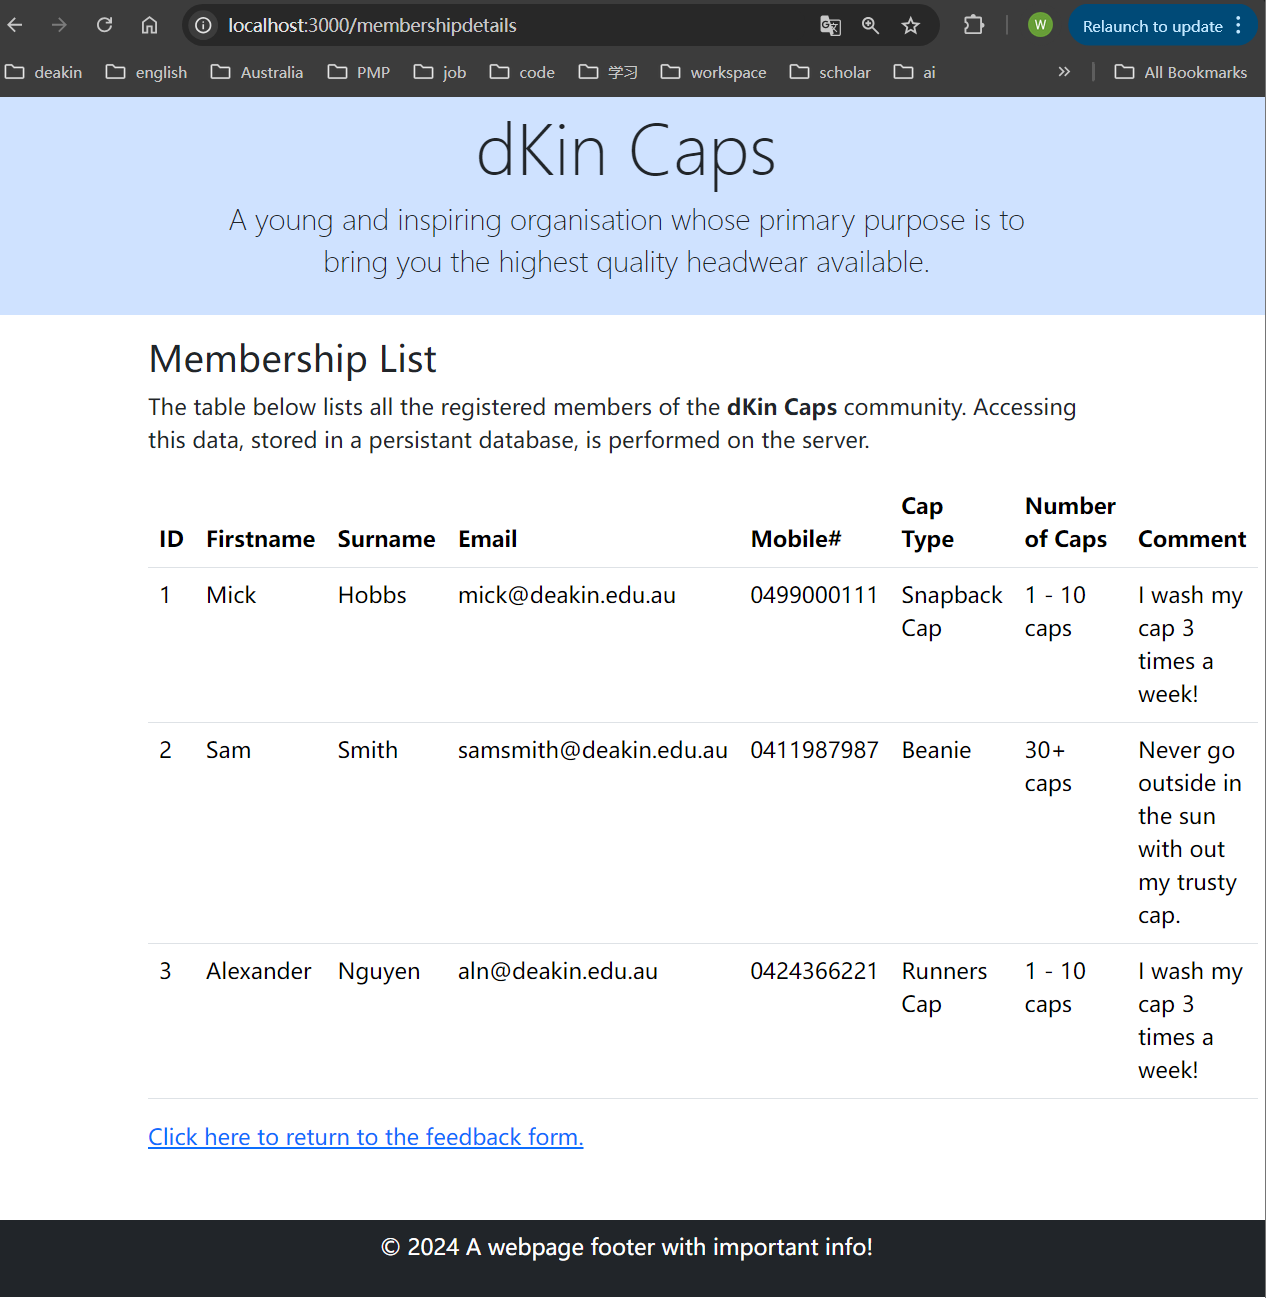 localhost:3000/membershipdetails
W
Relaunch to update
deakin english Australia PMP job code 学习 workspace scholar ai » All Bookmarks
dKin Caps
A young and inspiring organisation whose primary purpose is to
bring you the highest quality headwear available.
Membership List
The table below lists all the registered members of the dKin Caps community. Accessing
this data, stored in a persistant database, is performed on the server.
ID Firstname Surname Email Mobile# Cap Type Number of Caps Comment
1 Mick Hobbs mick@deakin.edu.au 0499000111 Snapback Cap 1 - 10 caps I wash my cap 3 times a week!
2 Sam Smith samsmith@deakin.edu.au 0411987987 Beanie 30+ caps Never go outside in the sun with out my trusty cap.
3 Alexander Nguyen aln@deakin.edu.au 0424366221 Runners Cap 1 - 10 caps I wash my cap 3 times a week!
Click here to return to the feedback form.
© 2024 A webpage footer with important info!